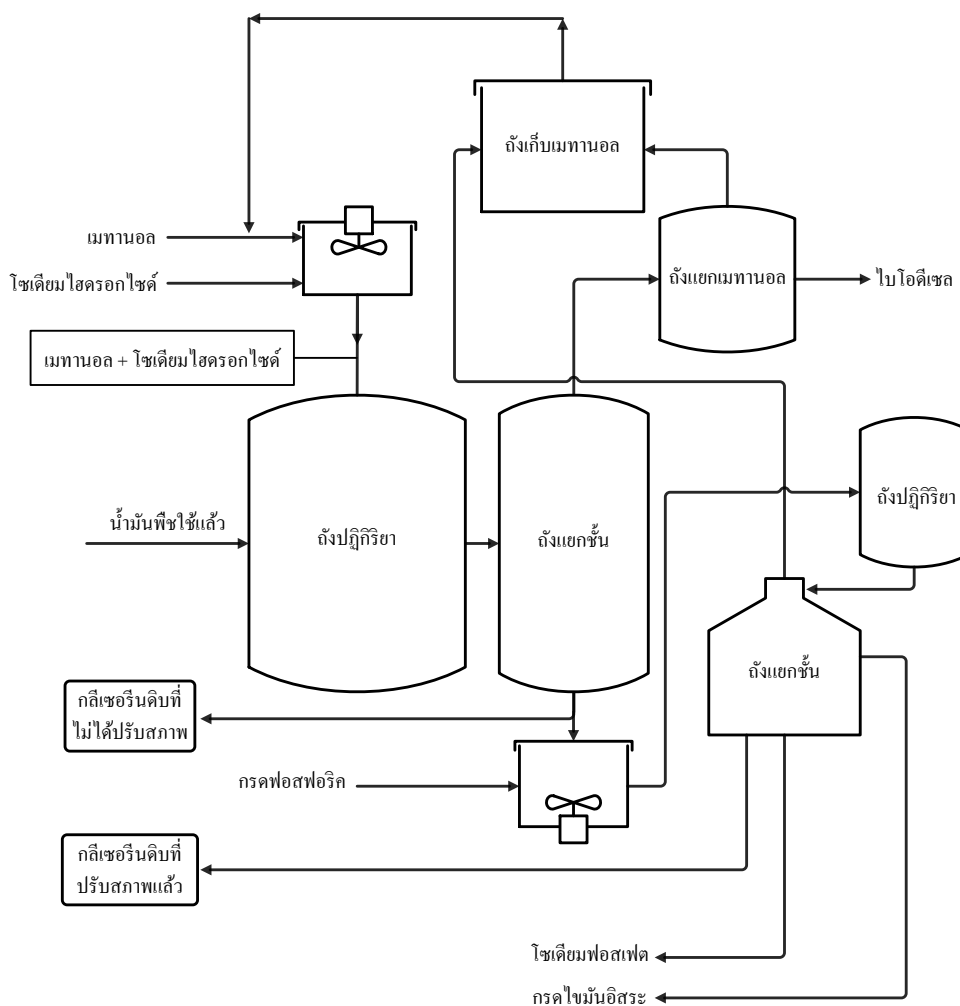 ถังเก็บเมทานอล
เมทานอล
โซเดียมไฮดรอกไซด์
ถังแยกเมทานอล
ไบโอดีเซล
เมทานอล + โซเดียมไฮดรอกไซด์
น้ำมันพืชใช้แล้ว
ถังปฏิกิริยา
ถังแยกชั้น
ถังปฏิกิริยา
ถังแยกชั้น
กลีเซอรีนดิบที่
ไม่ได้ปรับสภาพ
กรดฟอสฟอริค
กลีเซอรีนดิบที่
ปรับสภาพแล้ว
โซเดียมฟอสเฟต
กรดไขมันอิสระ